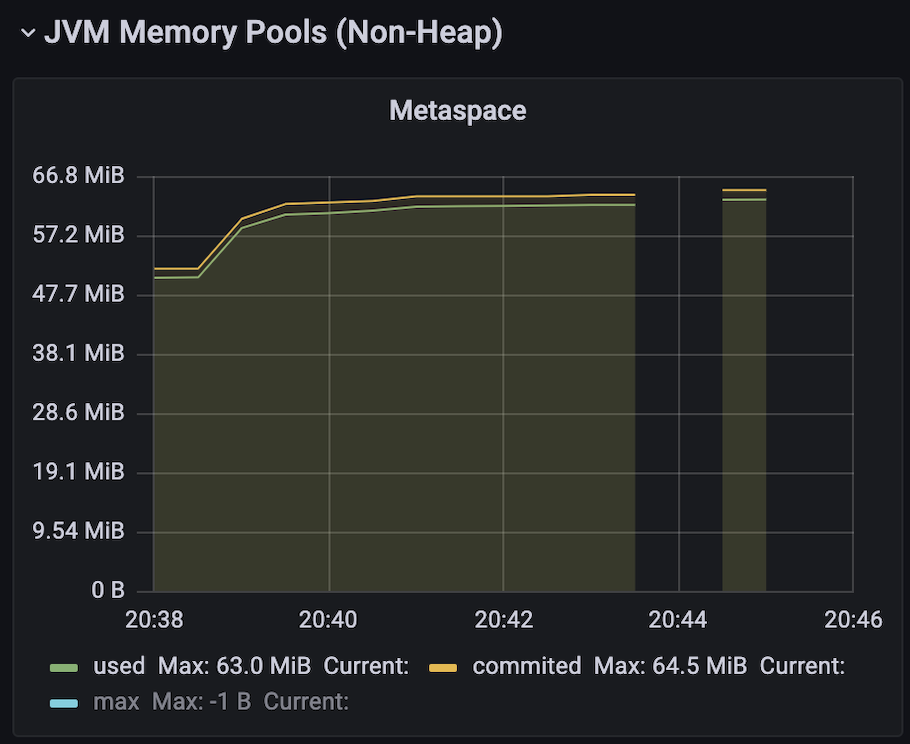 JVM Memory Pools (Non-Heap)
Metaspace
66.8 MiB
57.2 MiB
47.7 MiB
38.1 MiB
28.6 MiB
19.1 MiB
9.54 MiB
0 B
20:38 20:40 20:42 20:44 20:46
used Max: 63.0 MiB Current: commited Max: 64.5 MiB Current:
max Max: -1 B Current: